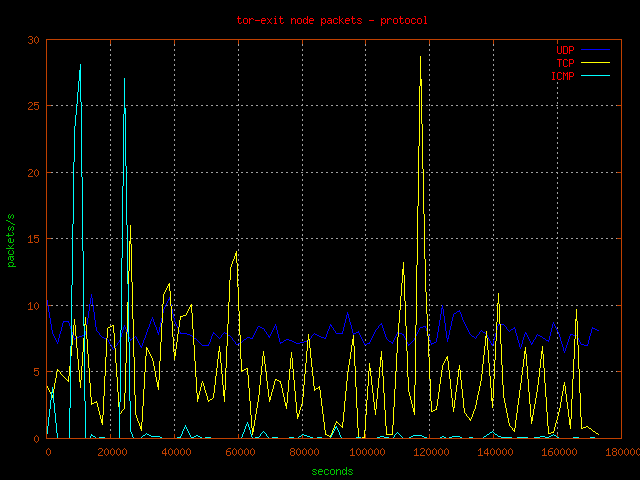 tor-exit node packets - protocol
30
UDP
TCP
ICMP
25
20
15
packets/s
10
5
0
0 20000 40000 60000 80000 100000 120000 140000 160000 180000
seconds